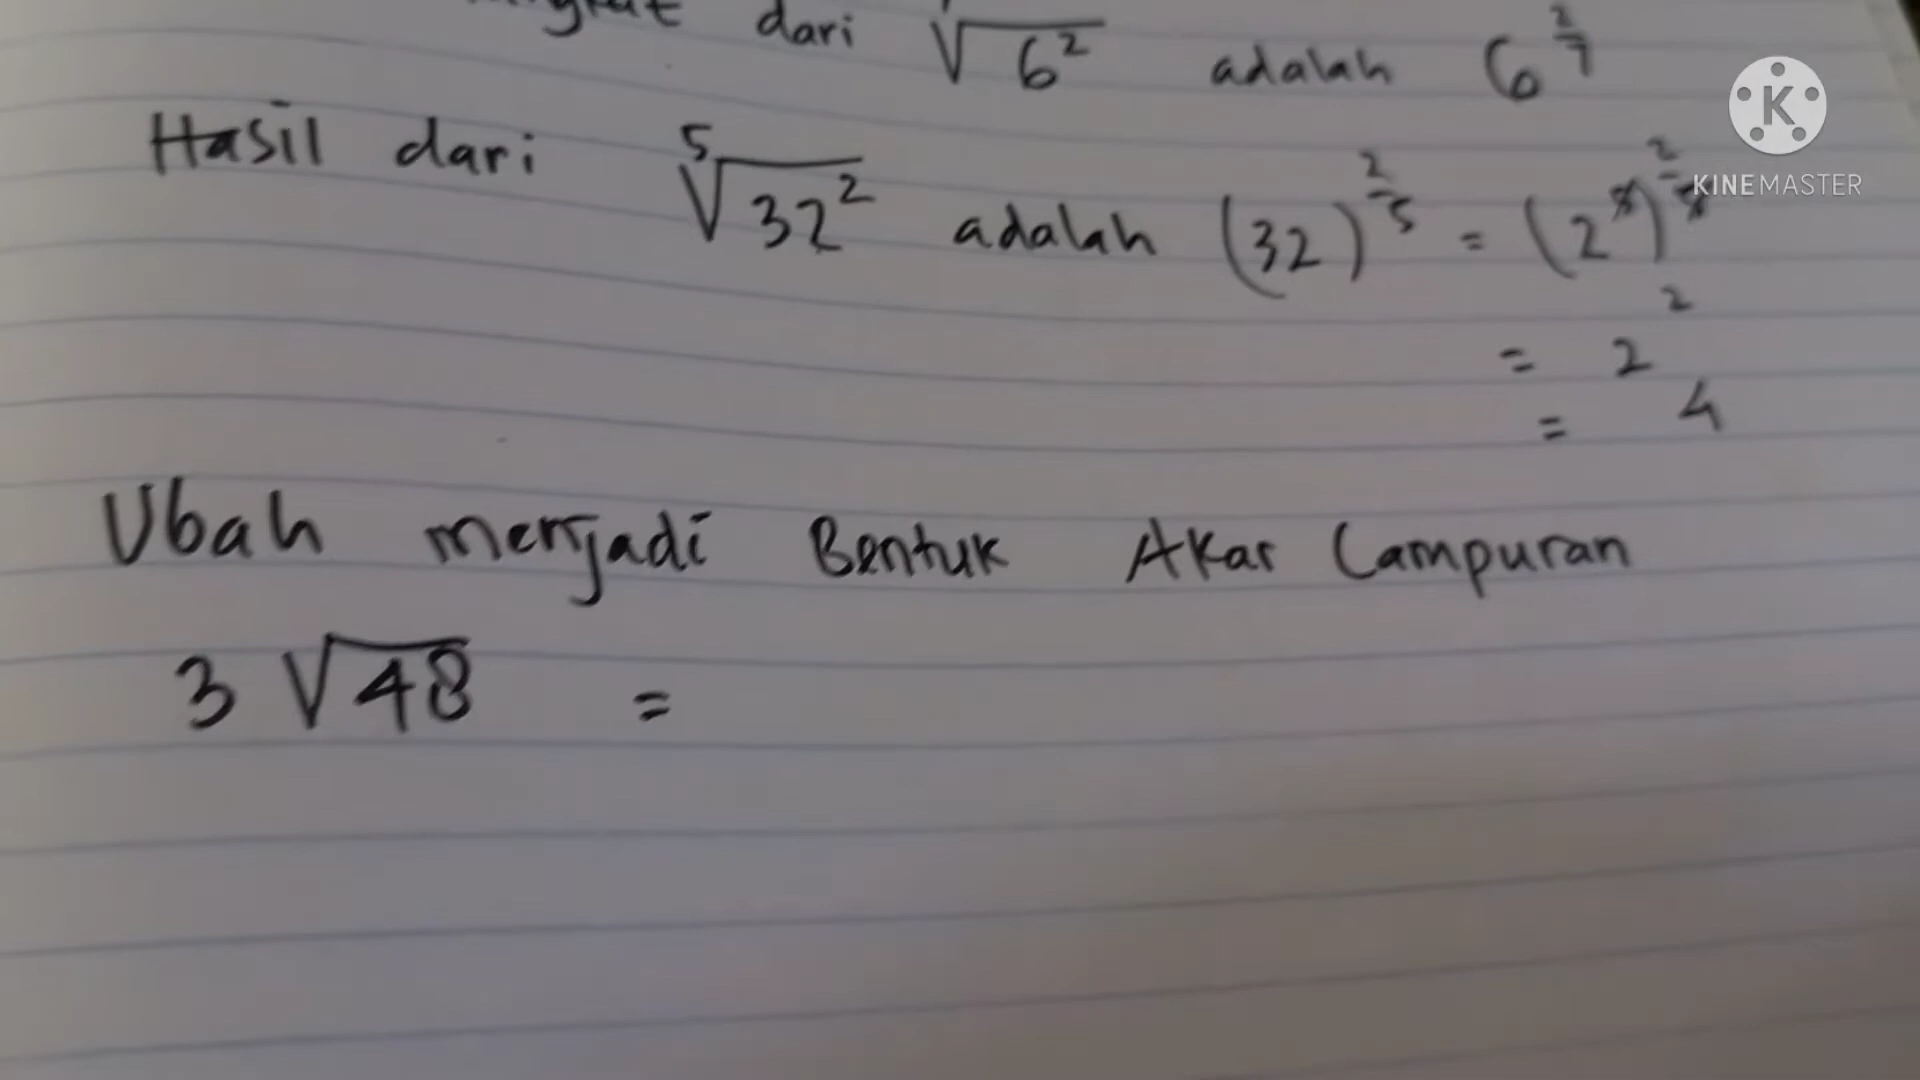 dari √6² adalah 6^(2/7)
Hasil dari ⁵√32² adalah (32)^(2/5) = (2⁵)^(2/5)
= 2²
= 4
Ubah menjadi Bentuk Akar Campuran
3 √48 =
KINEMASTER